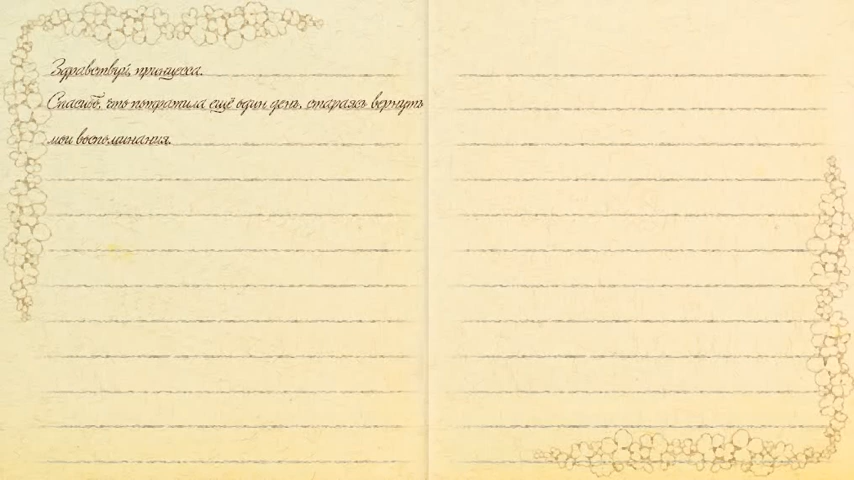 Здравствуй, принцесса.
Спасибо, что потратила ещё один день, стараясь вернуть
мои воспоминания.